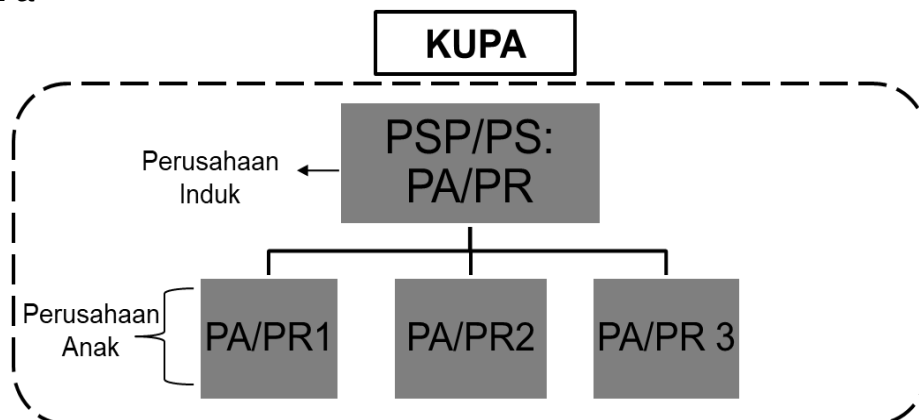 KUPA
PSP/PS:
PA/PR
Perusahaan
Induk
Perusahaan
Anak
PA/PR1
PA/PR2
PA/PR 3